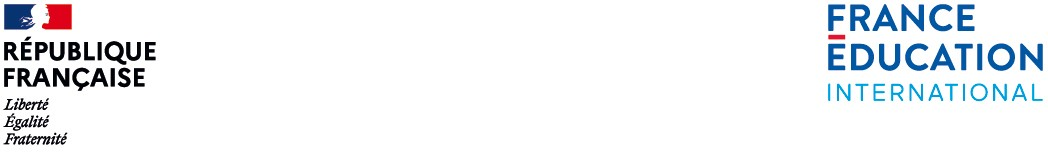 RÉPUBLIQUE
FRANÇAISE
Liberté
Égalité
Fraternité
FRANCE
ÉDUCATION
INTERNATIONAL